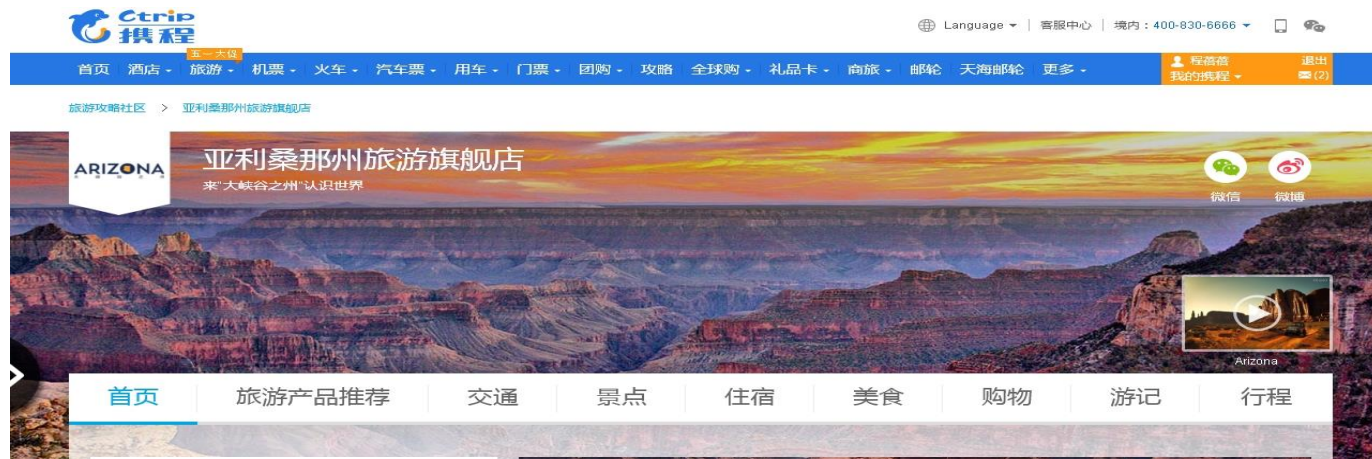 Ctrip
携程
Language
客服中心
境内：400-830-6666
五一大促
首页 酒店 旅游 机票 火车 汽车票 用车 门票 团购 攻略 全球购 礼品卡 商旅 邮轮 天海邮轮 更多
程蓓蓓 退出
我的携程 (2)
旅游攻略社区 > 亚利桑那州旅游旗舰店
ARIZONA
亚利桑那州旅游旗舰店
来"大峡谷之州"认识世界
微信 微博
Arizona
首页 旅游产品推荐 交通 景点 住宿 美食 购物 游记 行程